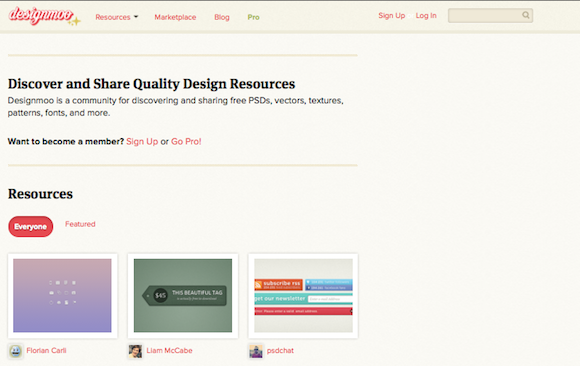 designmoo
Resources Marketplace Blog Pro Sign Up Log In
Discover and Share Quality Design Resources
Designmoo is a community for discovering and sharing free PSDs, vectors, textures,
patterns, fonts, and more.
Want to become a member? Sign Up or Go Pro!
Resources
Everyone Featured
$45 THIS BEAUTIFUL TAG
subscribe rss
get our newsletter
Florian Carli Liam McCabe psdchat